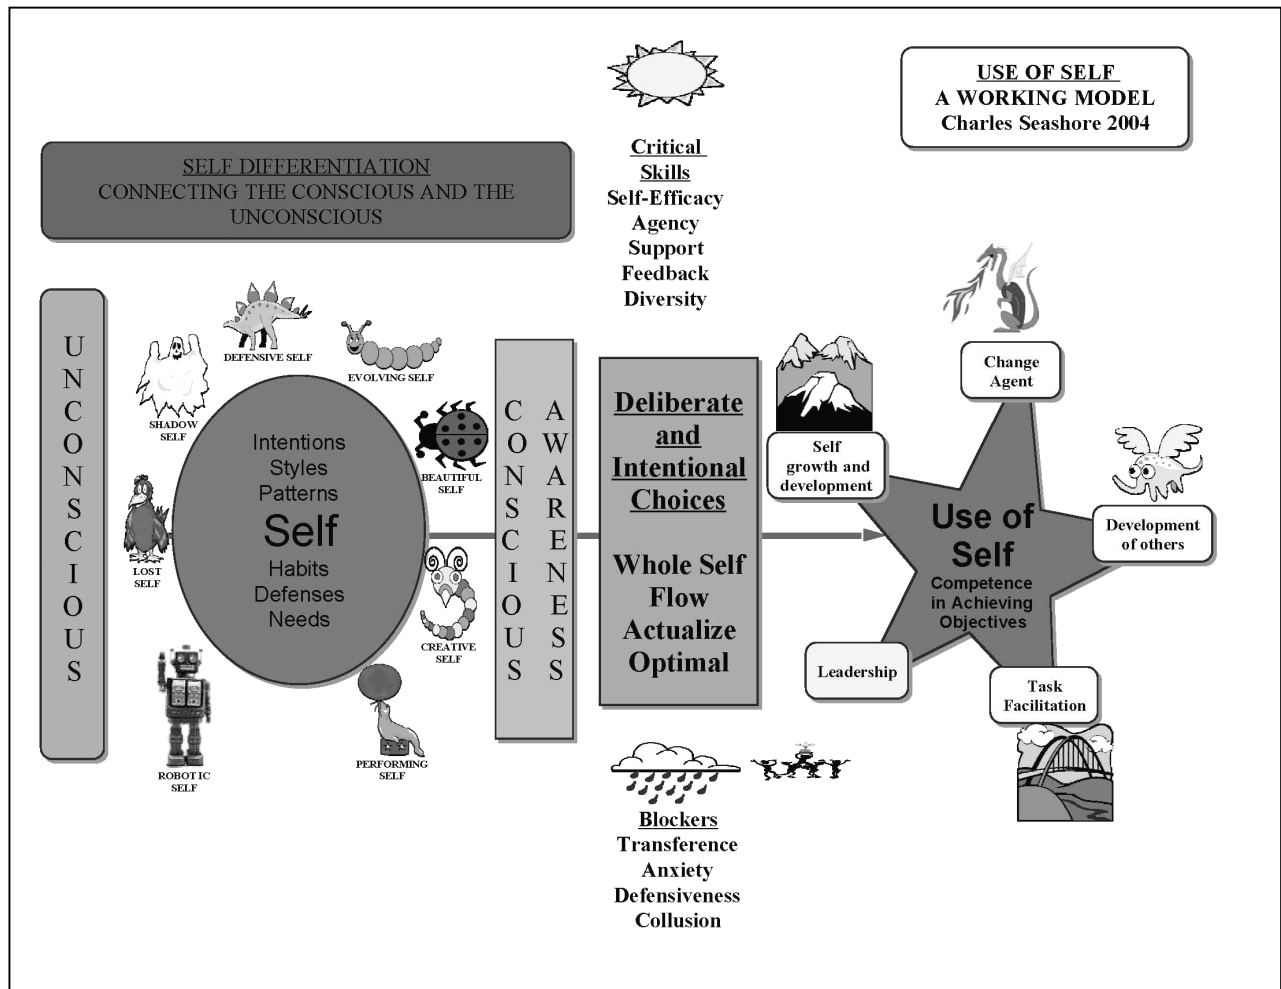 USE OF SELF
A WORKING MODEL
Charles Seashore 2004
SELF DIFFERENTIATION
CONNECTING THE CONSCIOUS AND THE
UNCONSCIOUS
Critical
Skills
Self-Efficacy
Agency
Support
Feedback
Diversity
UNCONSCIOUS
SHADOW
SELF
DEFENSIVE SELF
EVOLVING SELF
BEAUTIFUL
SELF
LOST
SELF
CREATIVE
SELF
ROBOTIC
SELF
PERFORMING
SELF
Intentions
Styles
Patterns
Self
Habits
Defenses
Needs
CONSCIOUS
AWARENESS
Deliberate
and
Intentional
Choices
Whole Self
Flow
Actualize
Optimal
Blockers
Transference
Anxiety
Defensiveness
Collusion
Self
growth and
development
Change
Agent
Development
of others
Use of
Self
Competence
in Achieving
Objectives
Leadership
Task
Facilitation